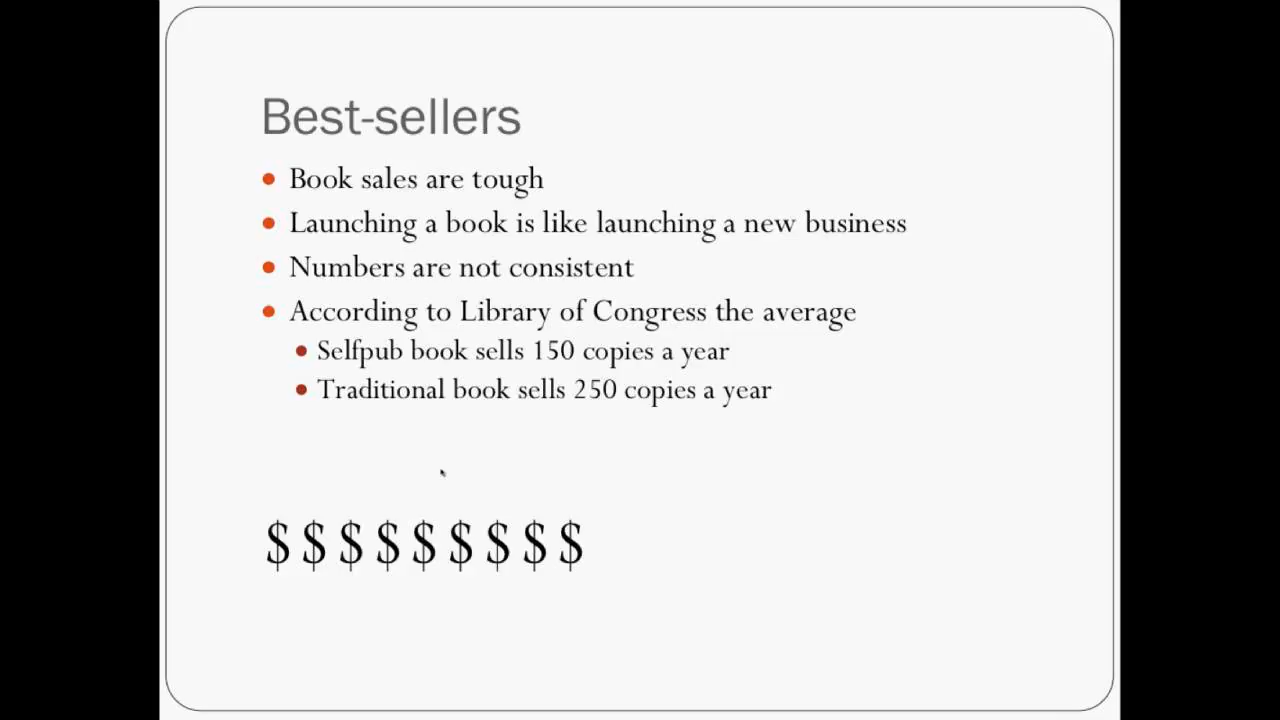 Best-sellers
Book sales are tough
Launching a book is like launching a new business
Numbers are not consistent
According to Library of Congress the average
Selfpub book sells 150 copies a year
Traditional book sells 250 copies a year
$ $ $ $ $ $ $ $ $